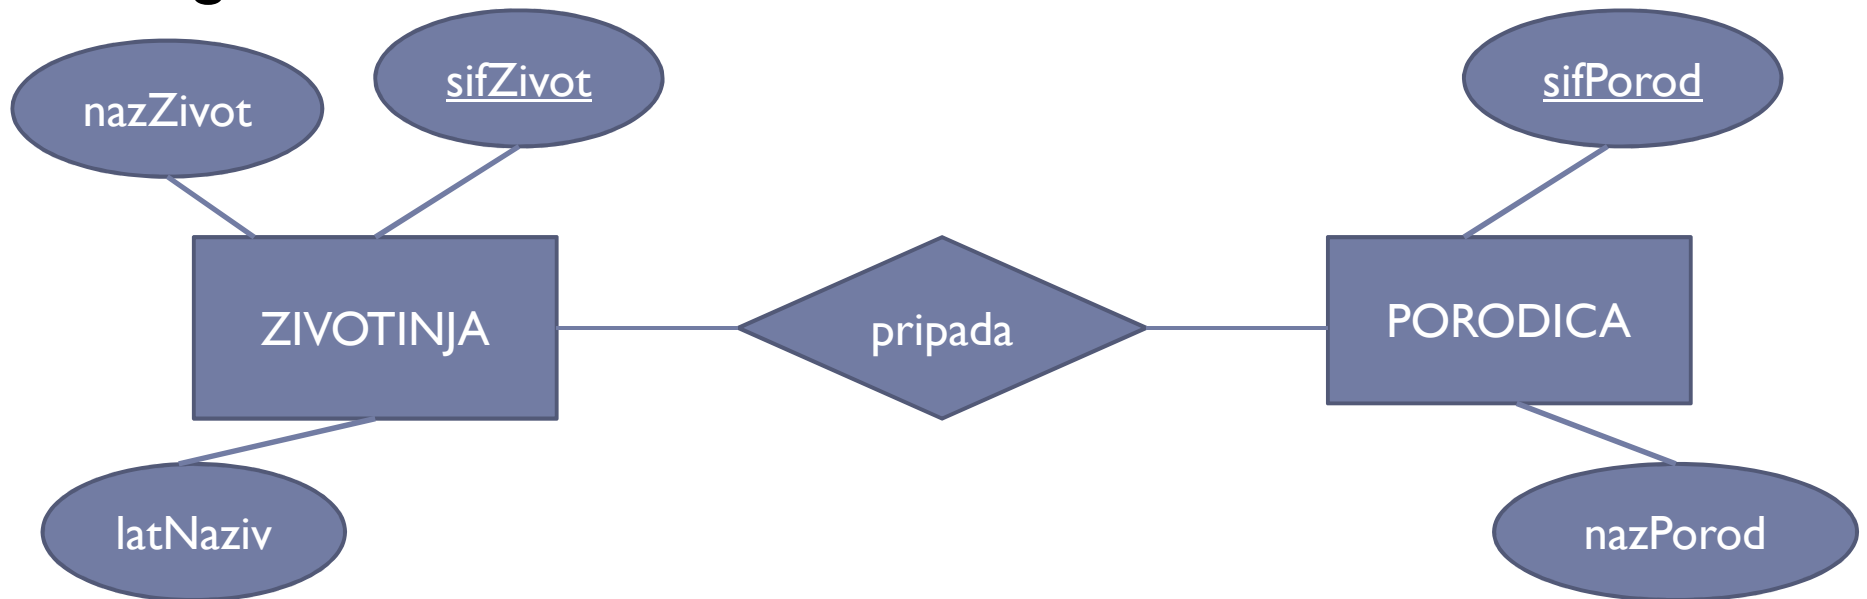 nazZivot
sifZivot
sifPorod
ZIVOTINJA
pripada
PORODICA
latNaziv
nazPorod